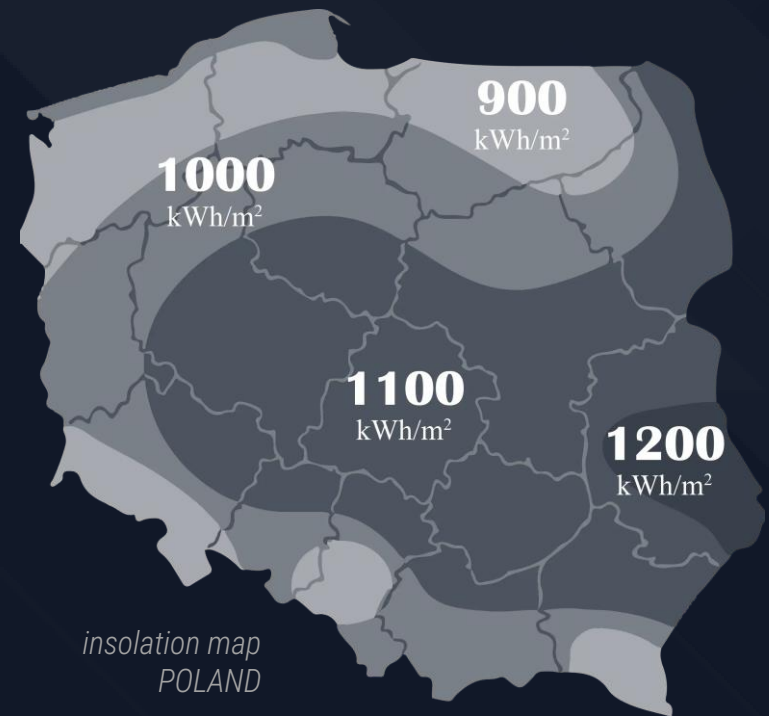 900
kWh/m²
1000
kWh/m²
1100
kWh/m²
1200
kWh/m²
insolation map
POLAND